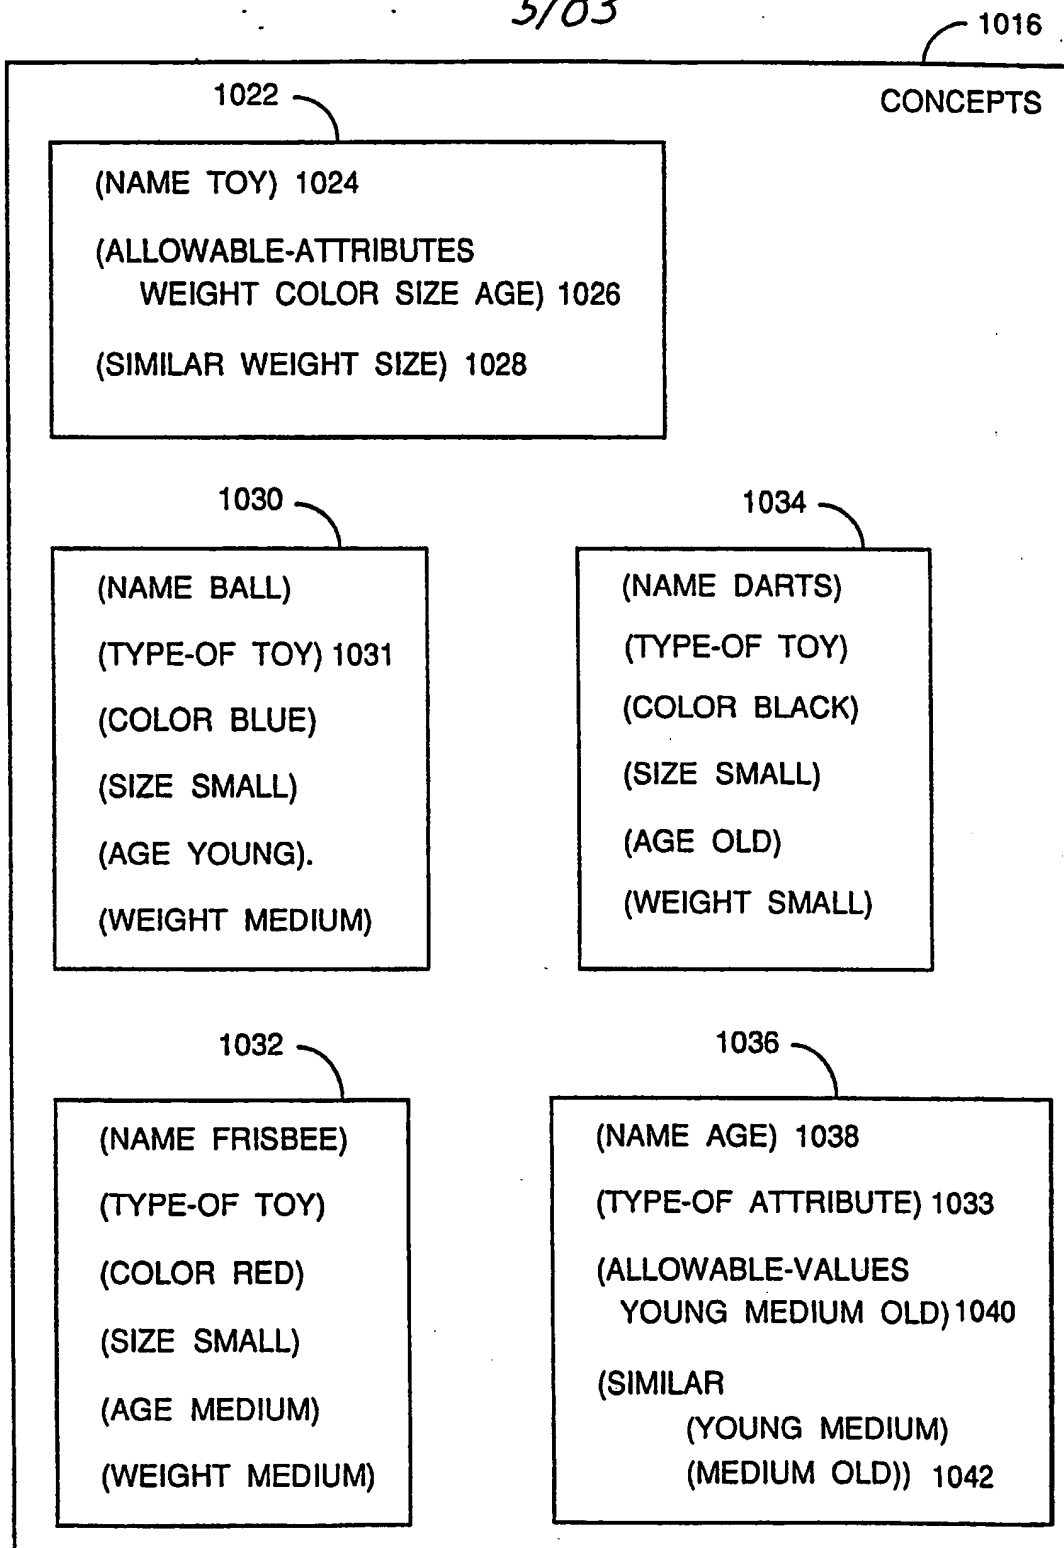 5/03
1016
CONCEPTS
1022
(NAME TOY) 1024
(ALLOWABLE-ATTRIBUTES
WEIGHT COLOR SIZE AGE) 1026
(SIMILAR WEIGHT SIZE) 1028
1030
(NAME BALL)
(TYPE-OF TOY) 1031
(COLOR BLUE)
(SIZE SMALL)
(AGE YOUNG).
(WEIGHT MEDIUM)
1034
(NAME DARTS)
(TYPE-OF TOY)
(COLOR BLACK)
(SIZE SMALL)
(AGE OLD)
(WEIGHT SMALL)
1032
(NAME FRISBEE)
(TYPE-OF TOY)
(COLOR RED)
(SIZE SMALL)
(AGE MEDIUM)
(WEIGHT MEDIUM)
1036
(NAME AGE) 1038
(TYPE-OF ATTRIBUTE) 1033
(ALLOWABLE-VALUES
YOUNG MEDIUM OLD) 1040
(SIMILAR
(YOUNG MEDIUM)
(MEDIUM OLD)) 1042